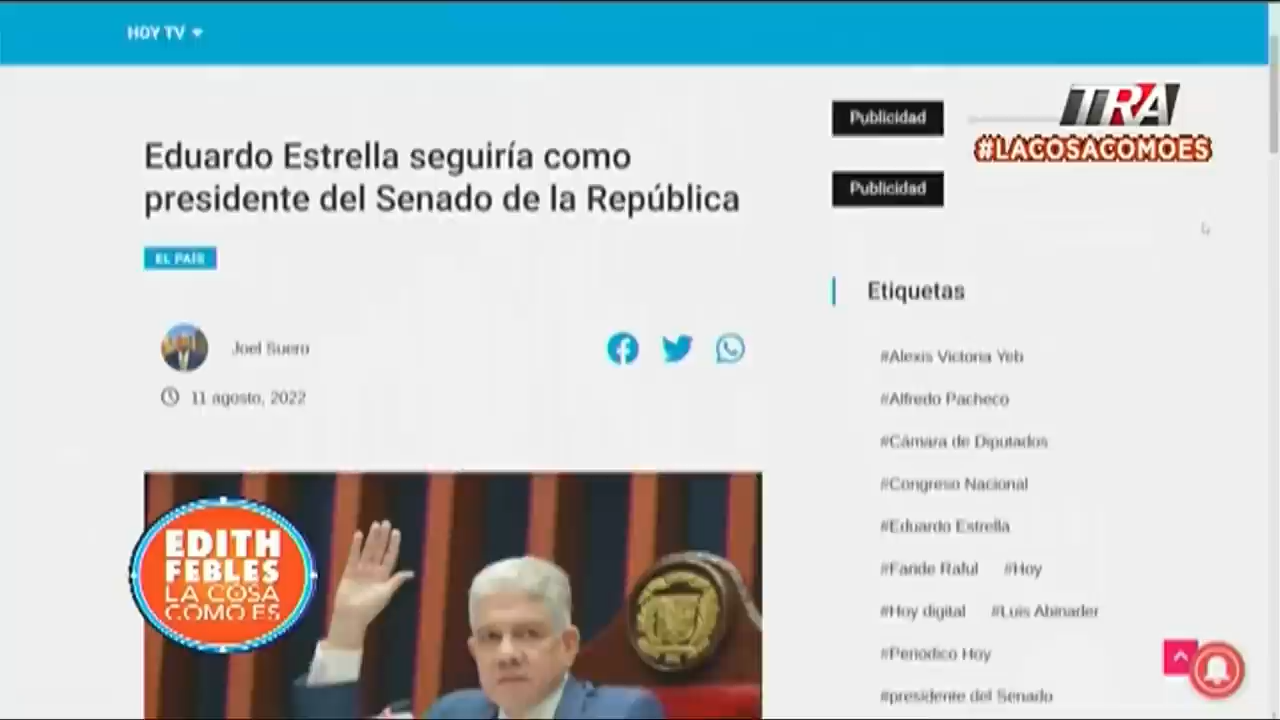 HOY TV
Eduardo Estrella seguiría como
presidente del Senado de la República
EL PAÍS
Joel Suero
11 agosto, 2022
EDITH
FEBLES
LA COSA
COMO ES
TRA
#LACOSACOMOES
Publicidad
Publicidad
Etiquetas
#Alexis Victoria Yeb
#Alfredo Pacheco
#Cámara de Diputados
#Congreso Nacional
#Eduardo Estrella
#Faride Raful #Hoy
#Hoy digital #Luis Abinader
#Periodico Hoy
#presidente del Senado